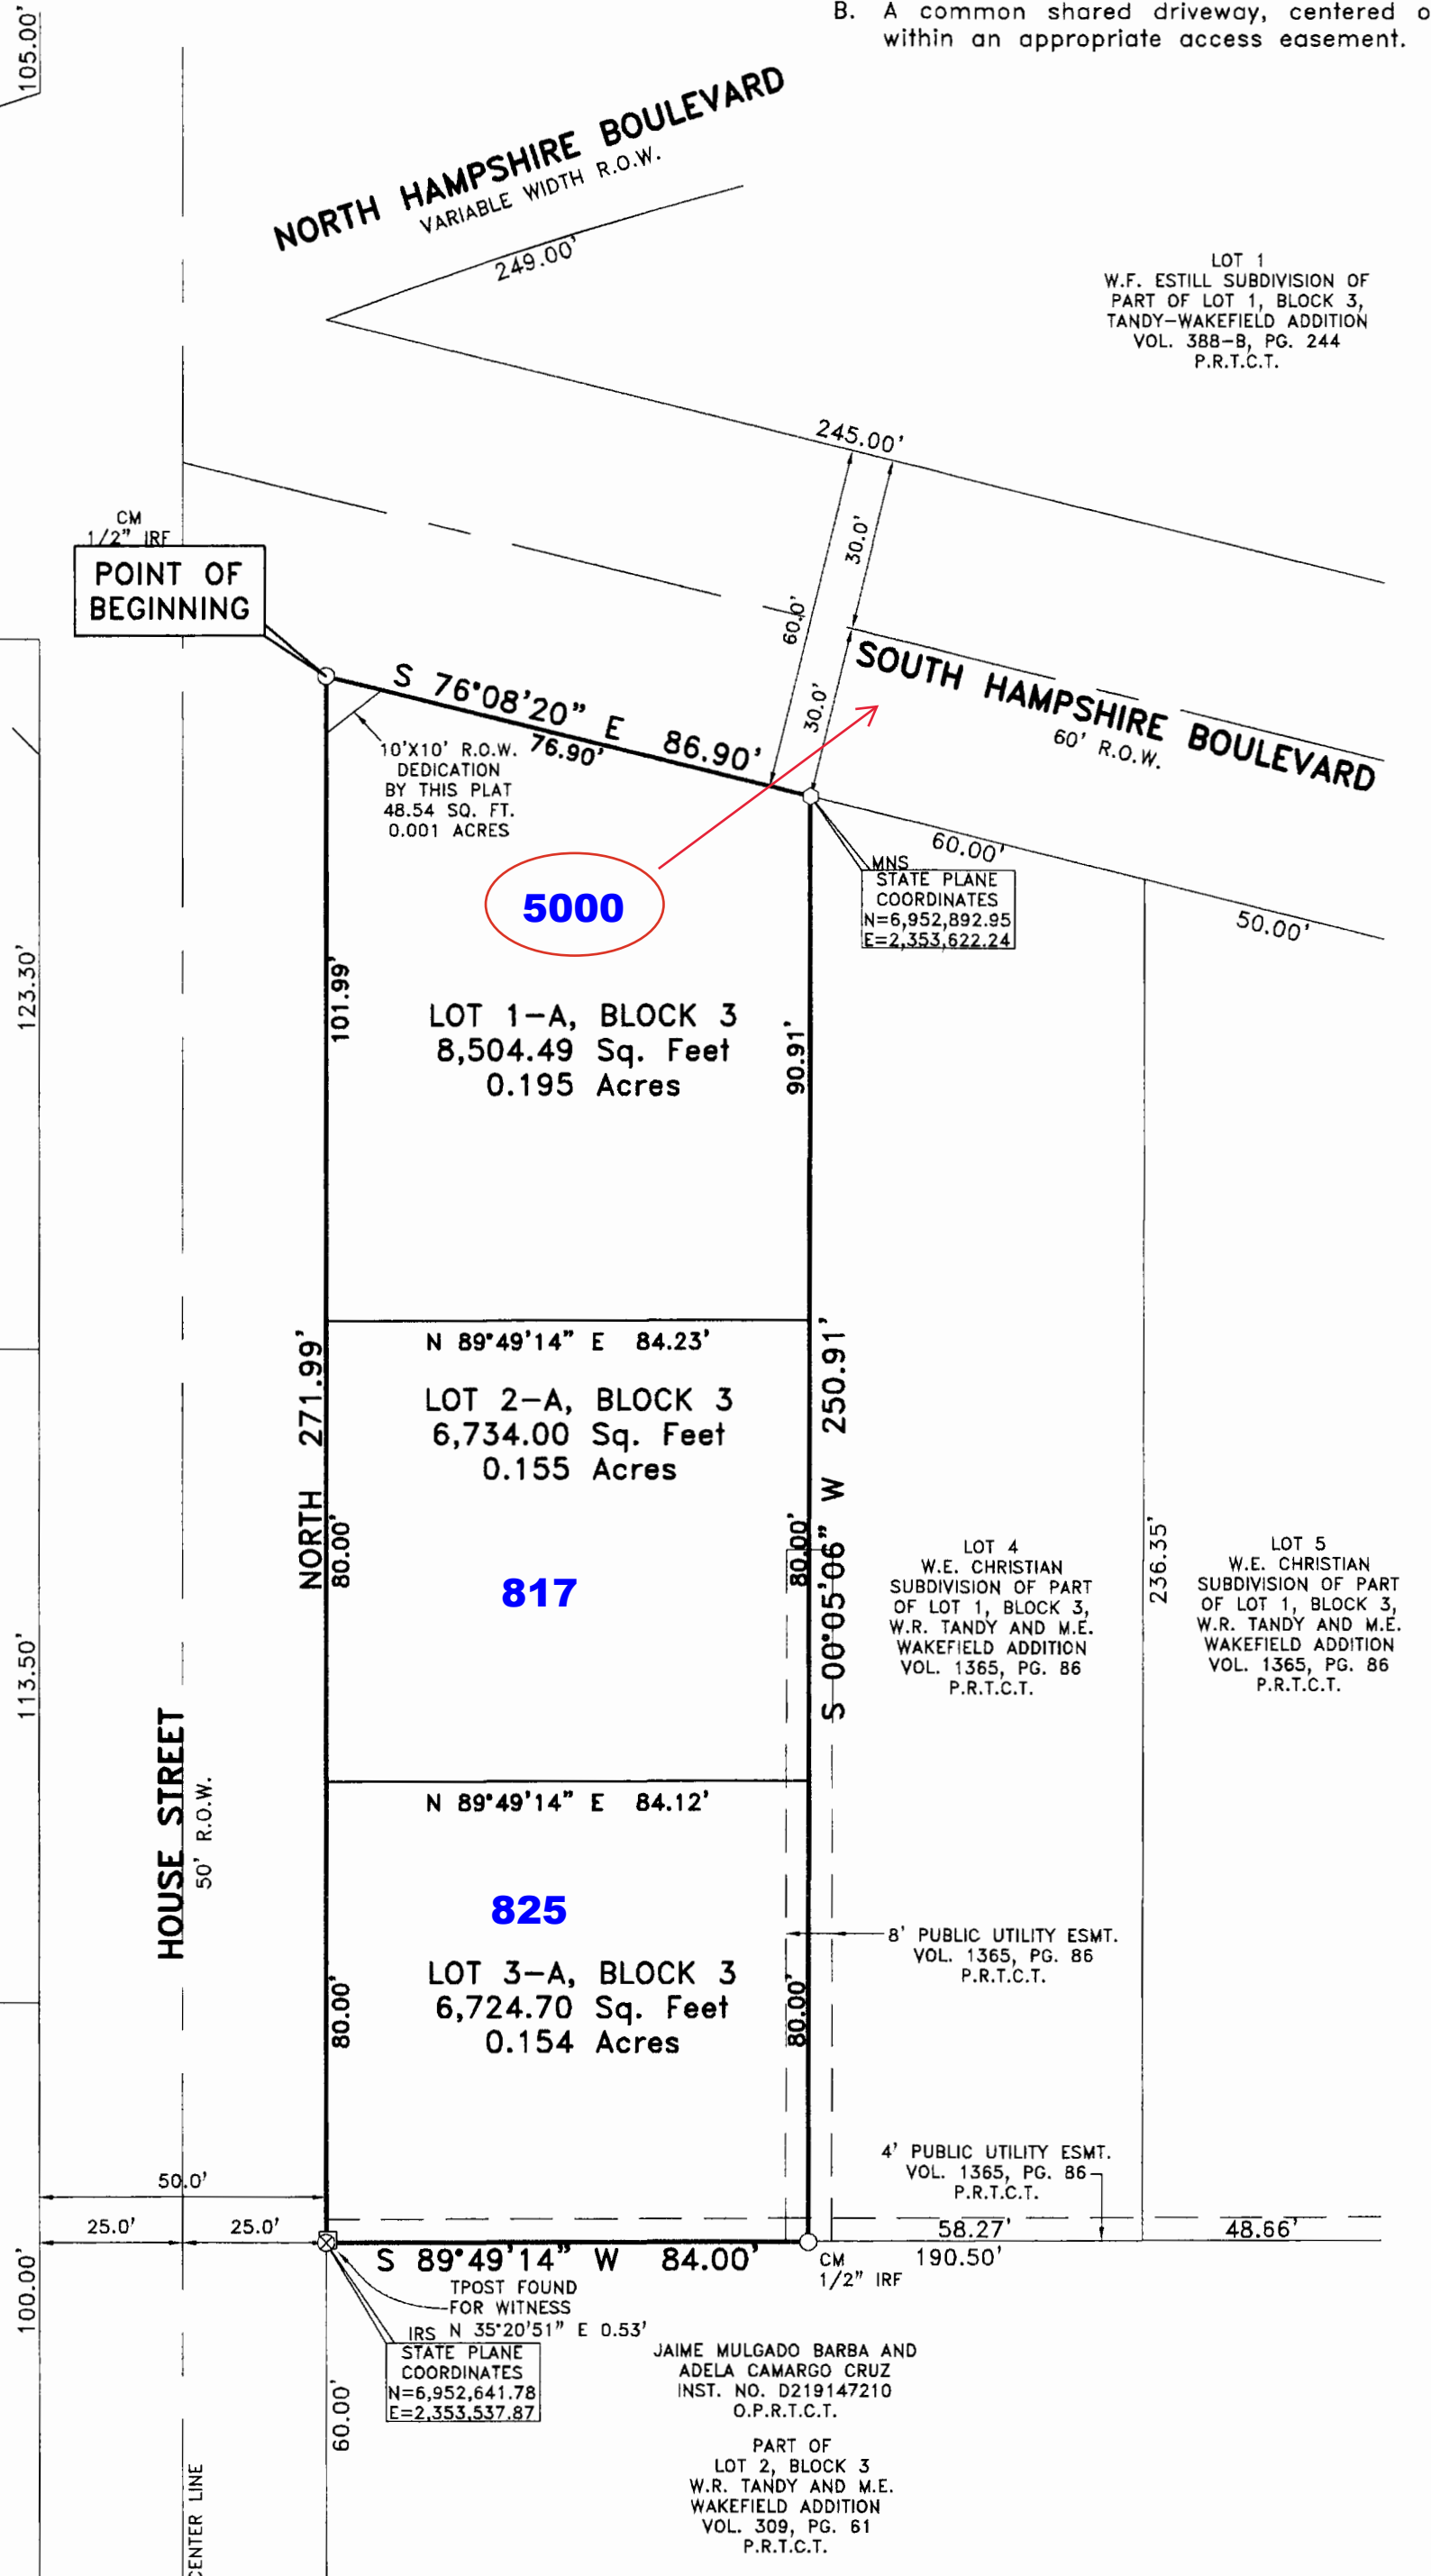 105.00'
B. A common shared driveway, centered o
within an appropriate access easement.
NORTH HAMPSHIRE BOULEVARD
VARIABLE WIDTH R.O.W.
249.00'
LOT 1
W.F. ESTILL SUBDIVISION OF
PART OF LOT 1, BLOCK 3,
TANDY-WAKEFIELD ADDITION
VOL. 388-B, PG. 244
P.R.T.C.T.
245.00'
30.0'
60.0'
30.0'
CM
1/2" IRF
POINT OF
BEGINNING
SOUTH HAMPSHIRE BOULEVARD
60' R.O.W.
S 76°08'20" E 86.90'
76.90'
10'X10' R.O.W.
DEDICATION
BY THIS PLAT
48.54 SQ. FT.
0.001 ACRES
60.00'
50.00'
MNS
STATE PLANE
COORDINATES
N=6,952,892.95
E=2,353,622.24
5000
123.30'
101.99'
90.91'
LOT 1-A, BLOCK 3
8,504.49 Sq. Feet
0.195 Acres
N 89°49'14" E 84.23'
NORTH 271.99'
S 00°05'06" W 250.91'
LOT 2-A, BLOCK 3
6,734.00 Sq. Feet
0.155 Acres
80.00'
80.00'
817
236.35'
LOT 4
W.E. CHRISTIAN
SUBDIVISION OF PART
OF LOT 1, BLOCK 3,
W.R. TANDY AND M.E.
WAKEFIELD ADDITION
VOL. 1365, PG. 86
P.R.T.C.T.
LOT 5
W.E. CHRISTIAN
SUBDIVISION OF PART
OF LOT 1, BLOCK 3,
W.R. TANDY AND M.E.
WAKEFIELD ADDITION
VOL. 1365, PG. 86
P.R.T.C.T.
113.50'
HOUSE STREET
50' R.O.W.
N 89°49'14" E 84.12'
825
LOT 3-A, BLOCK 3
6,724.70 Sq. Feet
0.154 Acres
80.00'
80.00'
8' PUBLIC UTILITY ESMT.
VOL. 1365, PG. 86
P.R.T.C.T.
4' PUBLIC UTILITY ESMT.
VOL. 1365, PG. 86
P.R.T.C.T.
50.0'
25.0'
25.0'
58.27'
48.66'
190.50'
S 89°49'14" W 84.00'
CM
1/2" IRF
100.00'
TPOST FOUND
FOR WITNESS
N 35°20'51" E 0.53'
IRS
STATE PLANE
COORDINATES
N=6,952,641.78
E=2,353,537.87
60.00'
JAIME MULGADO BARBA AND
ADELA CAMARGO CRUZ
INST. NO. D219147210
O.P.R.T.C.T.
PART OF
LOT 2, BLOCK 3
W.R. TANDY AND M.E.
WAKEFIELD ADDITION
VOL. 309, PG. 61
P.R.T.C.T.
CENTER LINE